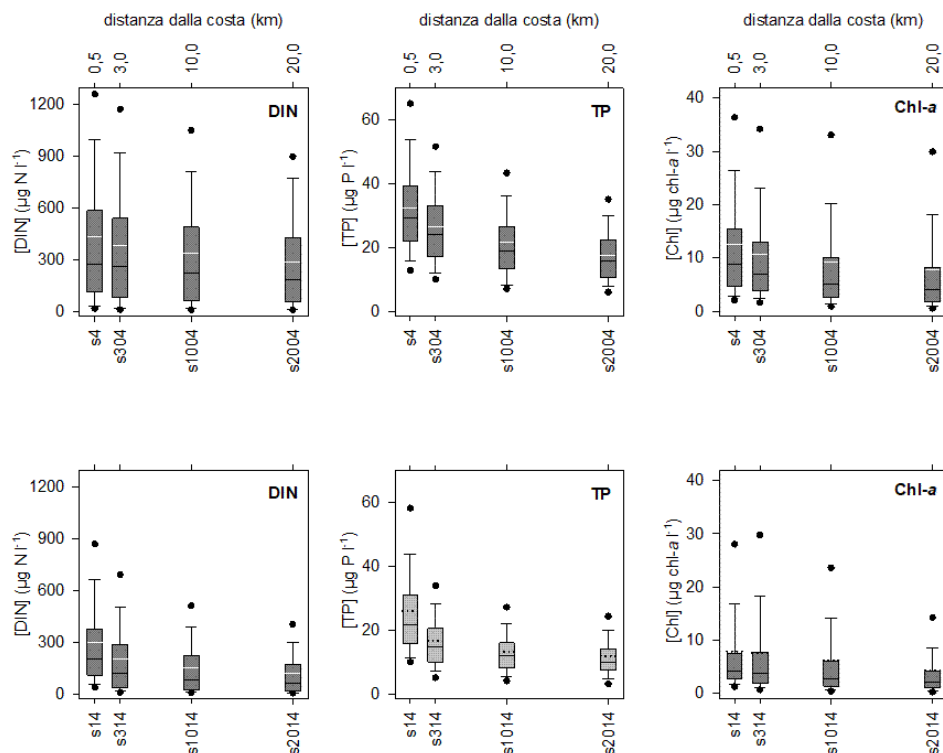 distanza dalla costa (km) distanza dalla costa (km) distanza dalla costa (km)
0,5 3,0 10,0 20,0 0,5 3,0 10,0 20,0 0,5 3,0 10,0 20,0
DIN TP Chl-a
[DIN] (µg N l⁻¹) [TP] (µg P l⁻¹) [Chl] (µg chl-a l⁻¹)
1200 60 40
900 40 30
600 20 20
300 0 10
0 0
s4 s304 s1004 s2004 s4 s304 s1004 s2004 s4 s304 s1004 s2004
DIN TP Chl-a
[DIN] (µg N l⁻¹) [TP] (µg P l⁻¹) [Chl] (µg chl-a l⁻¹)
1200 60 40
900 40 30
600 20 20
300 0 10
0 0
s14 s314 s1014 s2014 s14 s314 s1014 s2014 s14 s314 s1014 s2014